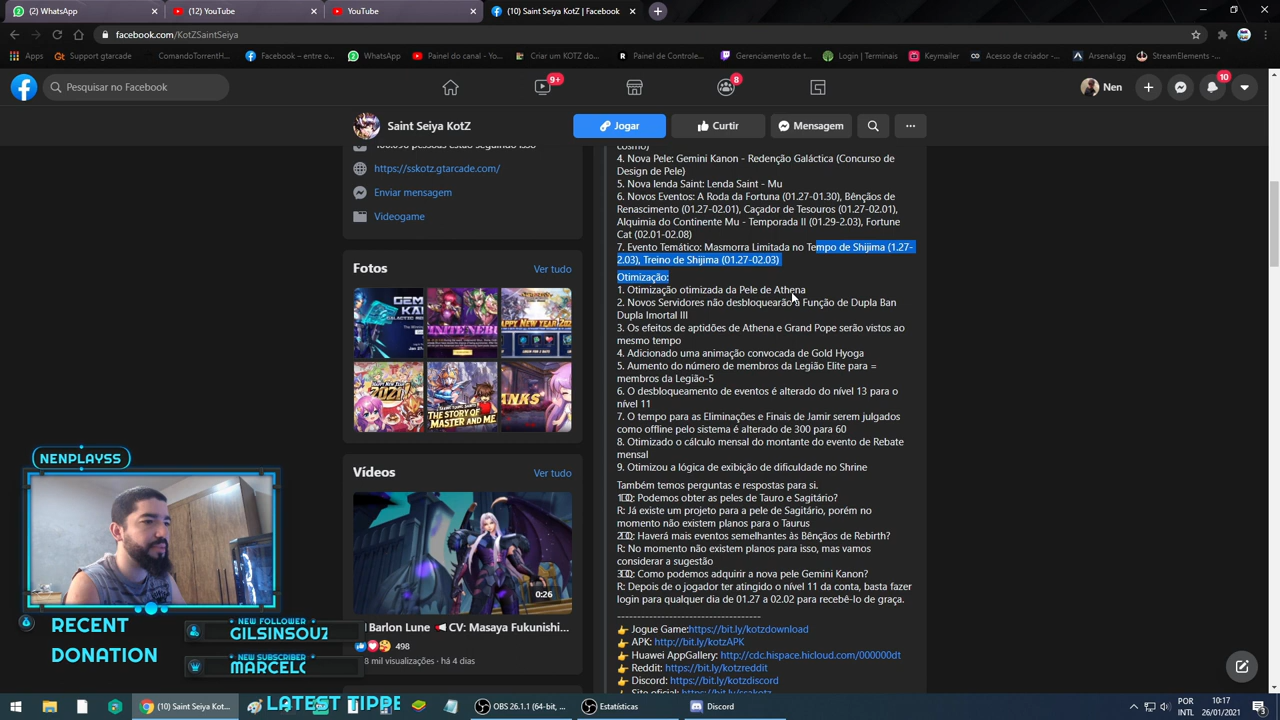 (2) WhatsApp
(12) YouTube
YouTube
(10) Saint Seiya KotZ | Facebook
facebook.com/KotZSaintSeiya
Apps
Support gtarcade
ComandoTorrentH...
Facebook – entre o...
WhatsApp
Painel do canal - Yo...
Criar um KOTZ do...
Painel de Controle...
Gerenciamento de t...
Login | Terminais
Keymailer
Acesso de criador -...
Arsenal.gg
StreamElements -...
Pesquisar no Facebook
9+
8
Nen
10
Saint Seiya KotZ
Jogar
Curtir
Mensagem
https://sskotz.gtarcade.com/
Enviar mensagem
Videogame
Fotos
Ver tudo
HAPPY NEW YEAR
HAPPY NEW YEAR
2021!
THE STORY OF
MASTER AND ME
Vídeos
Ver tudo
0:26
Barlon Lune
CV: Masaya Fukunishi...
498
8 mil visualizações · há 4 dias
cosmo)
4. Nova Pele: Gemini Kanon - Redenção Galáctica (Concurso de
Design de Pele)
5. Nova lenda Saint: Lenda Saint - Mu
6. Novos Eventos: A Roda da Fortuna (01.27-01.30), Bênçãos de
Renascimento (01.27-02.01), Caçador de Tesouros (01.27-02.01),
Alquimia do Continente Mu - Temporada II (01.29-2.03), Fortune
Cat (02.01-02.08)
7. Evento Temático: Masmorra Limitada no Tempo de Shijima (1.27-
2.03), Treino de Shijima (01.27-02.03)
Otimização:
1. Otimização otimizada da Pele de Athena
2. Novos Servidores não desbloquearão a Função de Dupla Ban
Dupla Imortal III
3. Os efeitos de aptidões de Athena e Grand Pope serão vistos ao
mesmo tempo
4. Adicionado uma animação convocada de Gold Hyoga
5. Aumento do número de membros da Legião Elite para =
membros da Legião-5
6. O desbloqueamento de eventos é alterado do nível 13 para o
nível 11
7. O tempo para as Eliminações e Finais de Jamir serem julgados
como offline pelo sistema é alterado de 300 para 60
8. Otimizado o cálculo mensal do montante do evento de Rebate
mensal
9. Otimizou a lógica de exibição de dificuldade no Shrine
Também temos perguntas e respostas para si.
1Q: Podemos obter as peles de Tauro e Sagitário?
R: Já existe um projeto para a pele de Sagitário, porém no
momento não existem planos para o Taurus
2Q: Haverá mais eventos semelhantes às Bênçãos de Rebirth?
R: No momento não existem planos para isso, mas vamos
considerar a sugestão
3Q: Como podemos adquirir a nova pele Gemini Kanon?
R: Depois de o jogador ter atingido o nível 11 da conta, basta fazer
login para qualquer dia de 01.27 a 02.02 para recebê-lo de graça.
------------------------------------
👉 Jogue Game:https://bit.ly/kotzdownload
👉 APK: http://bit.ly/kotzAPK
👉 Huawei AppGallery: http://cdc.hispace.hicloud.com/000000dt
👉 Reddit: https://bit.ly/kotzreddit
👉 Discord: https://bit.ly/kotzdiscord
NENPLAYSS
RECENT
DONATION
NEW FOLLOWER
GILSINSOUZ
NEW SUBSCRIBER
MARCELO
LATEST TIPPE
(10) Saint Seiya Kot...
OBS 26.1.1 (64-bit, ...
Estatísticas
Discord
POR
INTL
10:17
26/01/2021